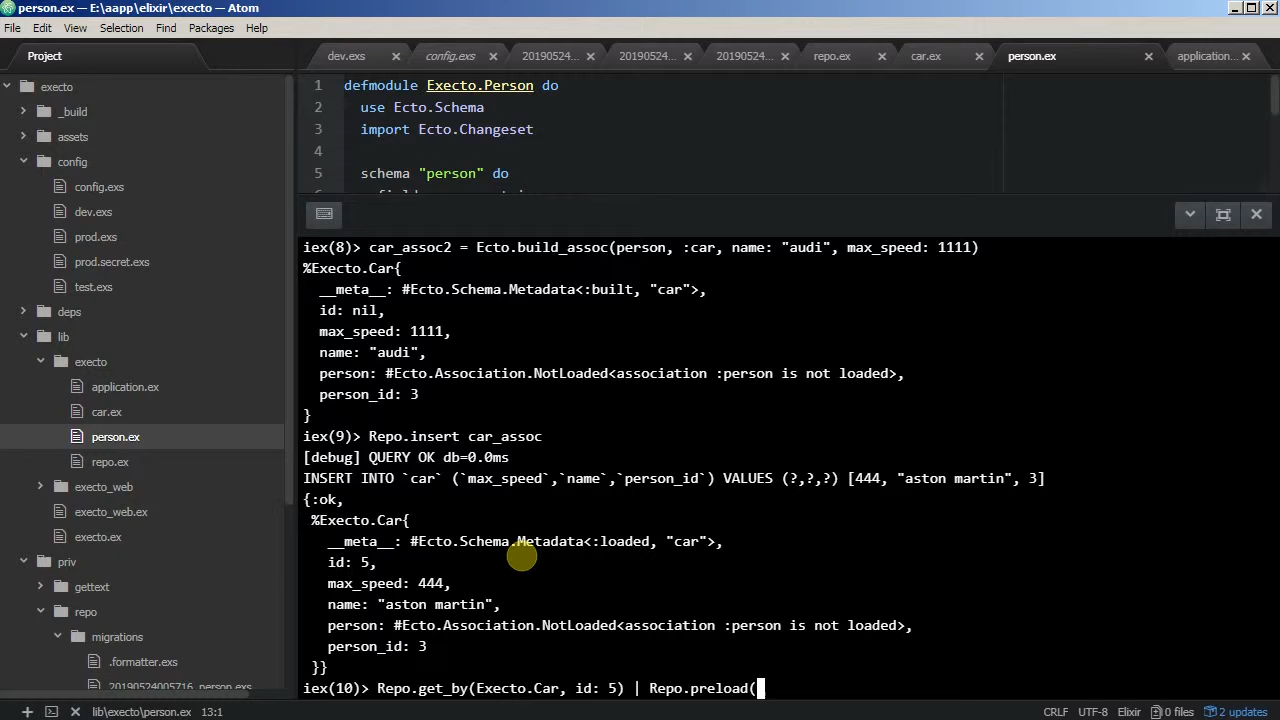 person.ex — E:\aapp\elixir\execto — Atom
File Edit View Selection Find Packages Help
Project
dev.exs config.exs 20190524... 20190524... 20190524... repo.ex car.ex person.ex application...
execto
_build
assets
config
config.exs
dev.exs
prod.exs
prod.secret.exs
test.exs
deps
lib
execto
application.ex
car.ex
person.ex
repo.ex
execto_web
execto_web.ex
execto.ex
priv
gettext
repo
migrations
.formatter.exs
20190524005716_person.exs
1 defmodule Execto.Person do
2 use Ecto.Schema
3 import Ecto.Changeset
4
5 schema "person" do
iex(8)> car_assoc2 = Ecto.build_assoc(person, :car, name: "audi", max_speed: 1111)
%Execto.Car{
__meta__: #Ecto.Schema.Metadata<:built, "car">,
id: nil,
max_speed: 1111,
name: "audi",
person: #Ecto.Association.NotLoaded<association :person is not loaded>,
person_id: 3
}
iex(9)> Repo.insert car_assoc
[debug] QUERY OK db=0.0ms
INSERT INTO `car` (`max_speed`,`name`,`person_id`) VALUES (?,?,?) [444, "aston martin", 3]
{:ok,
%Execto.Car{
__meta__: #Ecto.Schema.Metadata<:loaded, "car">,
id: 5,
max_speed: 444,
name: "aston martin",
person: #Ecto.Association.NotLoaded<association :person is not loaded>,
person_id: 3
}}
iex(10)> Repo.get_by(Execto.Car, id: 5) | Repo.preload(
lib\execto\person.ex 13:1 CRLF UTF-8 Elixir 0 files 2 updates